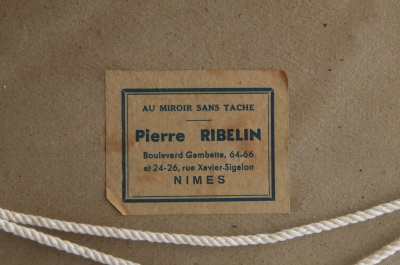 AU MIROIR SANS TACHE
Pierre RIBELIN
Boulevard Gambetta, 64-66
et 24-26, rue Xavier-Sigalon
NIMES